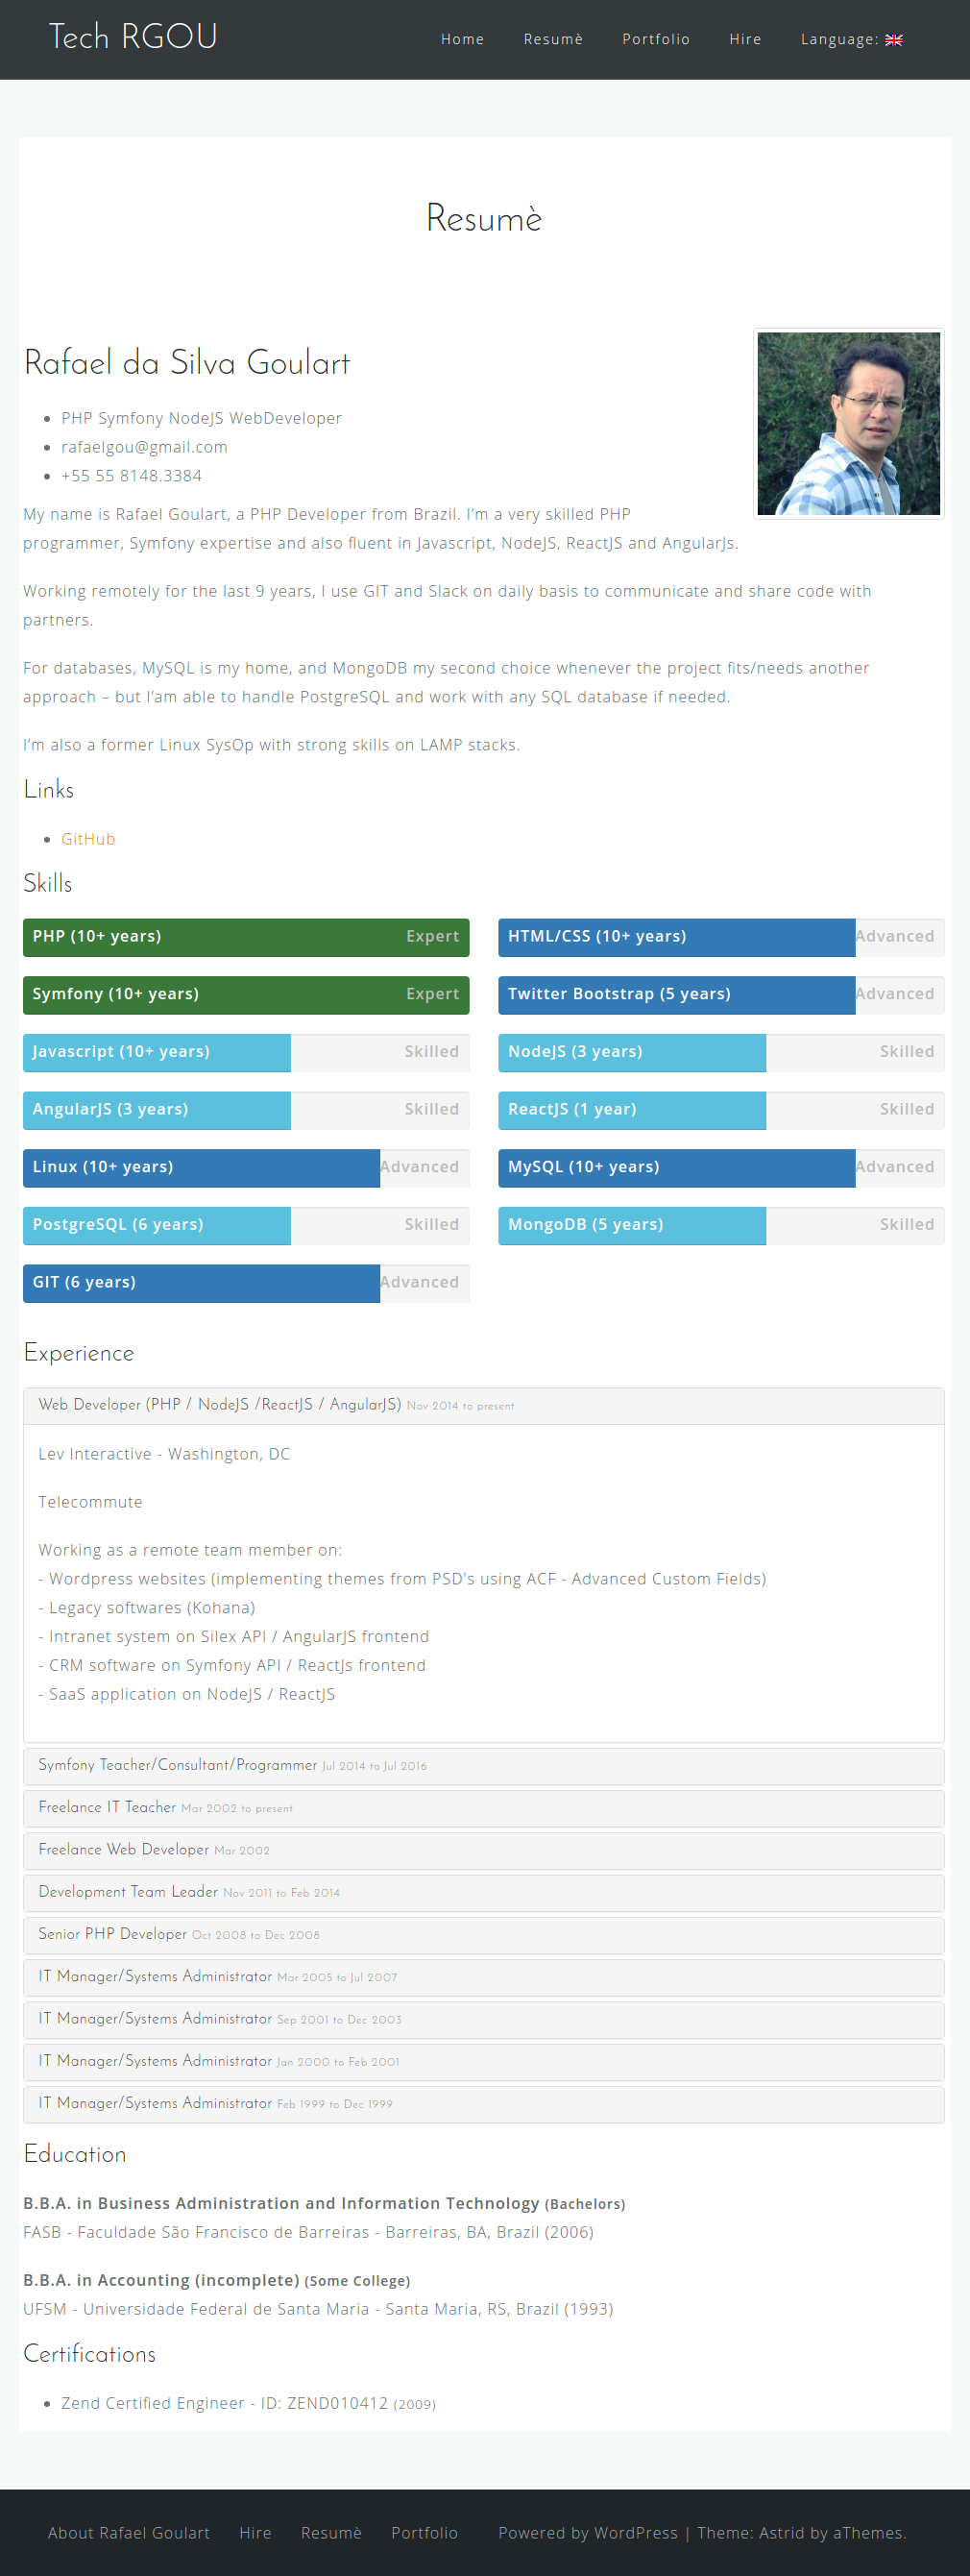 Tech RGOU
Home Resumè Portfolio Hire Language:
Resumè
Rafael da Silva Goulart
PHP Symfony NodeJS WebDeveloper
rafaelgou@gmail.com
+55 55 8148.3384
My name is Rafael Goulart, a PHP Developer from Brazil. I’m a very skilled PHP
programmer, Symfony expertise and also fluent in Javascript, NodeJS, ReactJS and AngularJs.
Working remotely for the last 9 years, I use GIT and Slack on daily basis to communicate and share code with
partners.
For databases, MySQL is my home, and MongoDB my second choice whenever the project fits/needs another
approach – but I’am able to handle PostgreSQL and work with any SQL database if needed.
I’m also a former Linux SysOp with strong skills on LAMP stacks.
Links
GitHub
Skills
PHP (10+ years) Expert HTML/CSS (10+ years) Advanced
Symfony (10+ years) Expert Twitter Bootstrap (5 years) Advanced
Javascript (10+ years) Skilled NodeJS (3 years) Skilled
AngularJS (3 years) Skilled ReactJS (1 year) Skilled
Linux (10+ years) Advanced MySQL (10+ years) Advanced
PostgreSQL (6 years) Skilled MongoDB (5 years) Skilled
GIT (6 years) Advanced
Experience
Web Developer (PHP / NodeJS /ReactJS / AngularJS) Nov 2014 to present
Lev Interactive - Washington, DC
Telecommute
Working as a remote team member on:
- Wordpress websites (implementing themes from PSD's using ACF - Advanced Custom Fields)
- Legacy softwares (Kohana)
- Intranet system on Silex API / AngularJS frontend
- CRM software on Symfony API / ReactJs frontend
- SaaS application on NodeJS / ReactJS
Symfony Teacher/Consultant/Programmer Jul 2014 to Jul 2016
Freelance IT Teacher Mar 2002 to present
Freelance Web Developer Mar 2002
Development Team Leader Nov 2011 to Feb 2014
Senior PHP Developer Oct 2008 to Dec 2008
IT Manager/Systems Administrator Mar 2005 to Jul 2007
IT Manager/Systems Administrator Sep 2001 to Dec 2003
IT Manager/Systems Administrator Jan 2000 to Feb 2001
IT Manager/Systems Administrator Feb 1999 to Dec 1999
Education
B.B.A. in Business Administration and Information Technology (Bachelors)
FASB - Faculdade São Francisco de Barreiras - Barreiras, BA, Brazil (2006)
B.B.A. in Accounting (incomplete) (Some College)
UFSM - Universidade Federal de Santa Maria - Santa Maria, RS, Brazil (1993)
Certifications
Zend Certified Engineer - ID: ZEND010412 (2009)
About Rafael Goulart Hire Resumè Portfolio Powered by WordPress | Theme: Astrid by aThemes.